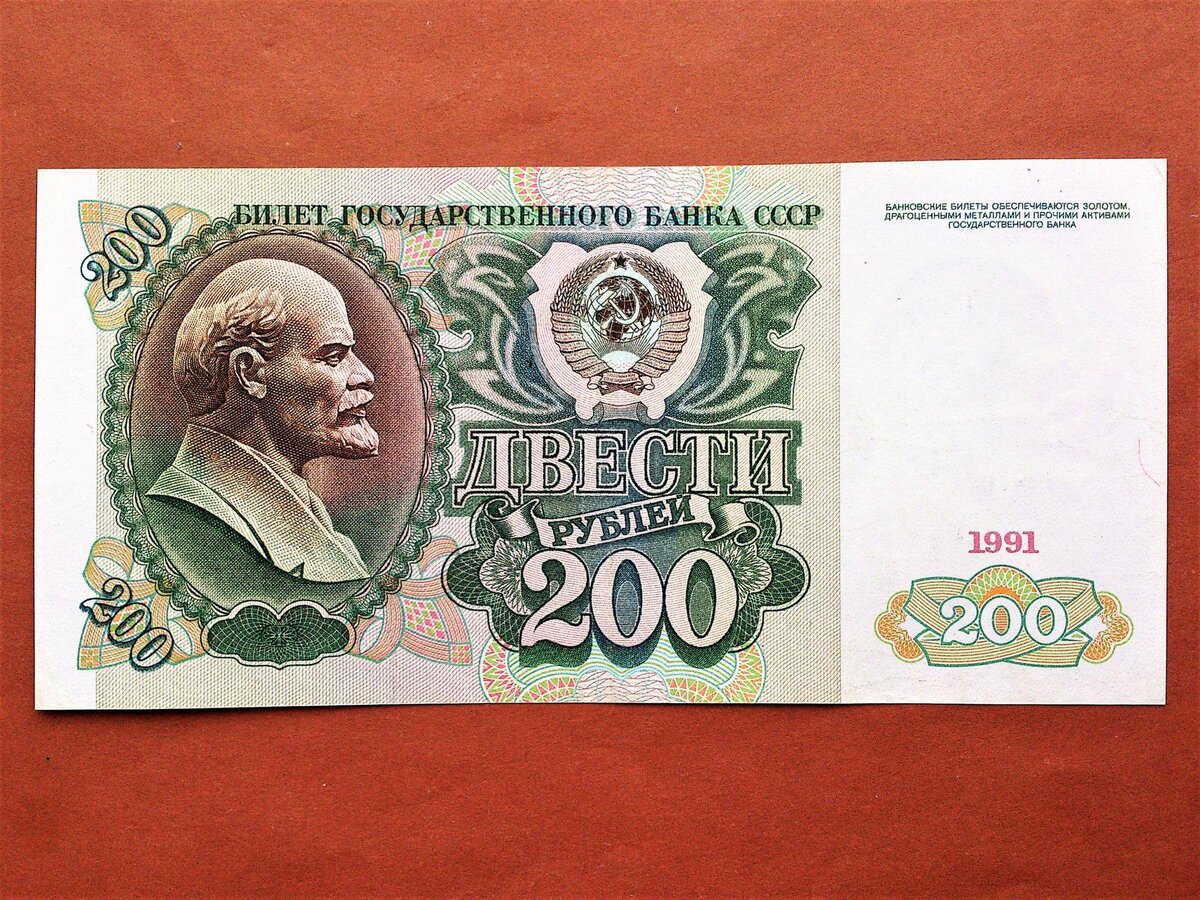 200
БИЛЕТ ГОСУДАРСТВЕННОГО БАНКА СССР
БАНКОВСКИЕ БИЛЕТЫ ОБЕСПЕЧИВАЮТСЯ ЗОЛОТОМ,
ДРАГОЦЕННЫМИ МЕТАЛЛАМИ И ПРОЧИМИ АКТИВАМИ
ГОСУДАРСТВЕННОГО БАНКА
ДВЕСТИ
РУБЛЕЙ
200
200
1991
200